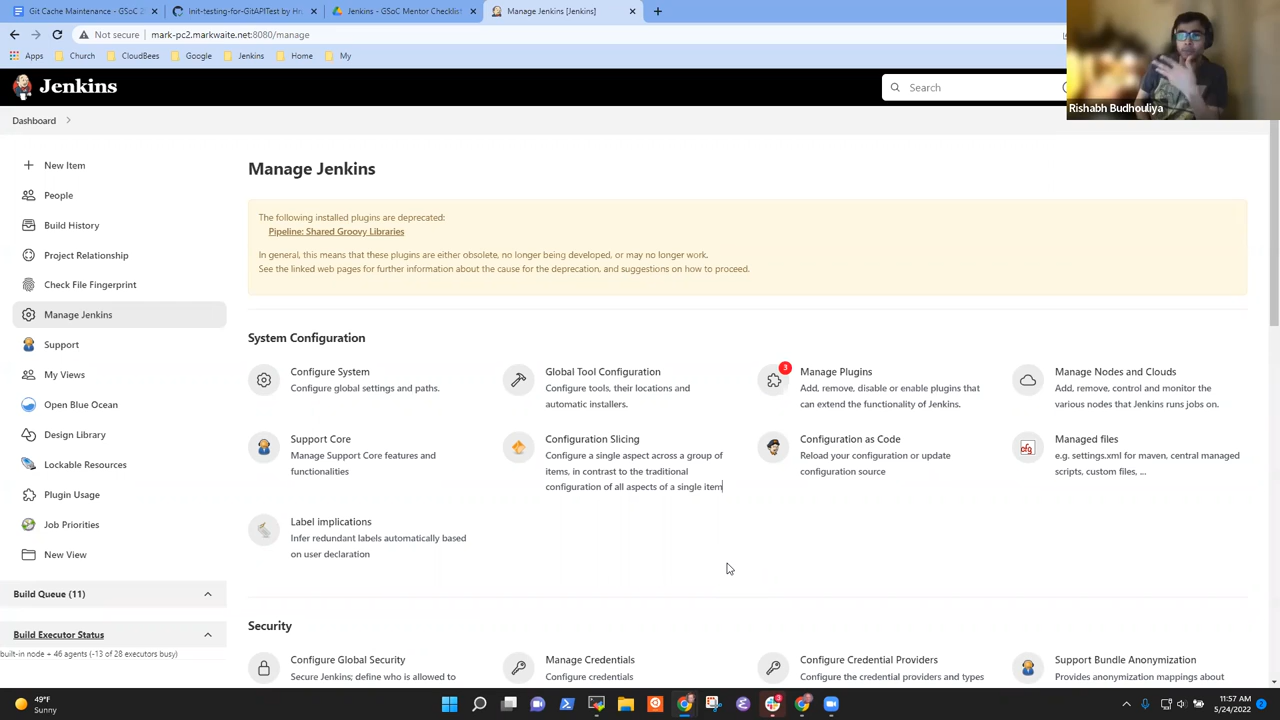 Git Cache Maintenance - GSoC 2
Init-testing-for-GitAPITest by H
Jenkins - GSoC Mentor Checklist
Manage Jenkins [Jenkins]
Not secure
mark-pc2.markwaite.net:8080/manage
Apps
Church
CloudBees
Google
Jenkins
Home
My
Jenkins
Search
Rishabh Budhouliya
Dashboard
New Item
People
Build History
Project Relationship
Check File Fingerprint
Manage Jenkins
Support
My Views
Open Blue Ocean
Design Library
Lockable Resources
Plugin Usage
Job Priorities
New View
Build Queue (11)
Build Executor Status
built-in node + 46 agents (-13 of 28 executors busy)
Manage Jenkins
The following installed plugins are deprecated:
Pipeline: Shared Groovy Libraries
In general, this means that these plugins are either obsolete, no longer being developed, or may no longer work.
See the linked web pages for further information about the cause for the deprecation, and suggestions on how to proceed.
System Configuration
Configure System
Configure global settings and paths.
Global Tool Configuration
Configure tools, their locations and
automatic installers.
3
Manage Plugins
Add, remove, disable or enable plugins that
can extend the functionality of Jenkins.
Manage Nodes and Clouds
Add, remove, control and monitor the
various nodes that Jenkins runs jobs on.
Support Core
Manage Support Core features and
functionalities
Configuration Slicing
Configure a single aspect across a group of
items, in contrast to the traditional
configuration of all aspects of a single item
Configuration as Code
Reload your configuration or update
configuration source
cfg
Managed files
e.g. settings.xml for maven, central managed
scripts, custom files, ...
Label implications
Infer redundant labels automatically based
on user declaration
Security
Configure Global Security
Secure Jenkins; define who is allowed to
Manage Credentials
Configure credentials
Configure Credential Providers
Configure the credential providers and types
Support Bundle Anonymization
Provides anonymization mappings about
49°F
Sunny
11:57 AM
5/24/2022
2